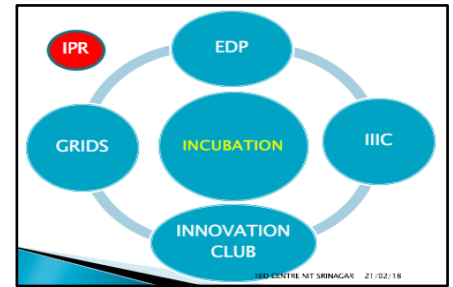 IPR
EDP
GRIDS
INCUBATION
IIIC
INNOVATION
CLUB
IED CENTRE NIT SRINAGAR 21/02/18